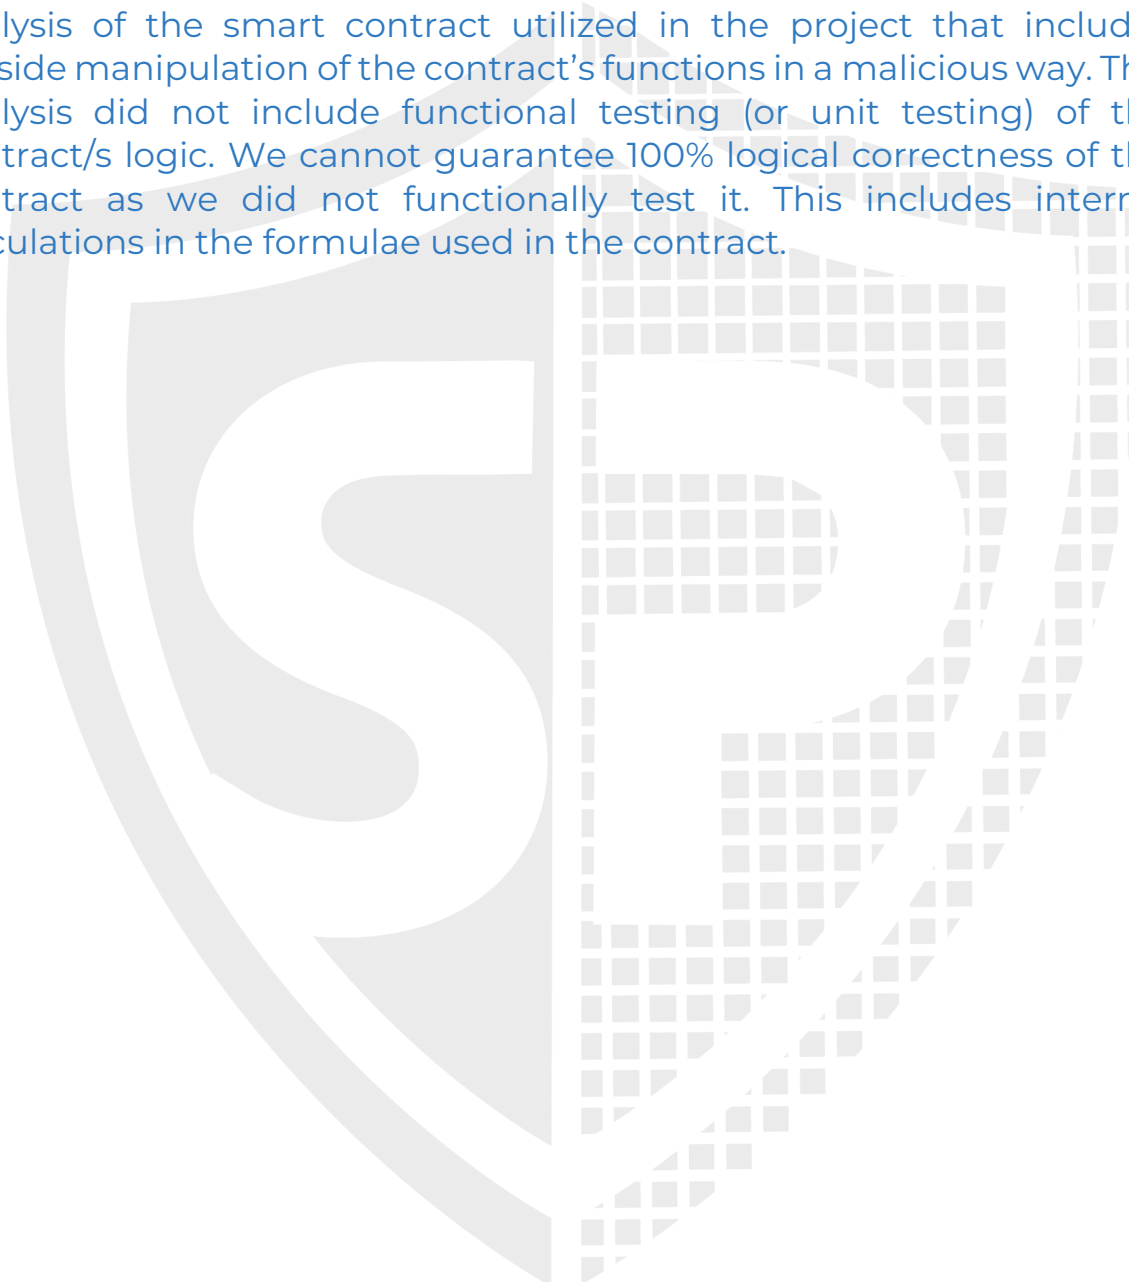 lysis of the smart contract utilized in the project that includ
side manipulation of the contract's functions in a malicious way. Th
lysis did not include functional testing (or unit testing) of th
tract/s logic. We cannot guarantee 100% logical correctness of th
tract as we did not functionally test it. This includes intern
culations in the formulae used in the contract.
SP